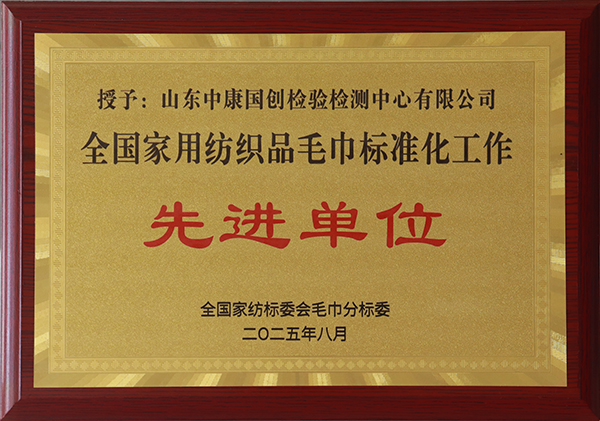 授予：山东中康国创检验检测中心有限公司
全国家用纺织品毛巾标准化工作
先进单位
全国家纺标委会毛巾分标委
二〇二五年八月